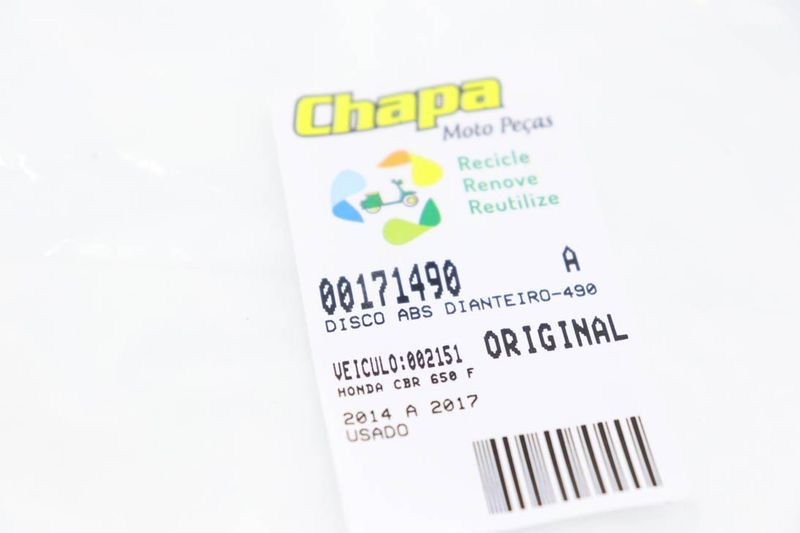 Chapa
Moto Peças
Recicle
Renove
Reutilize
00171490 A
DISCO ABS DIANTEIRO-490
VEICULO:002151 ORIGINAL
HONDA CBR 650 F
2014 A 2017
USADO